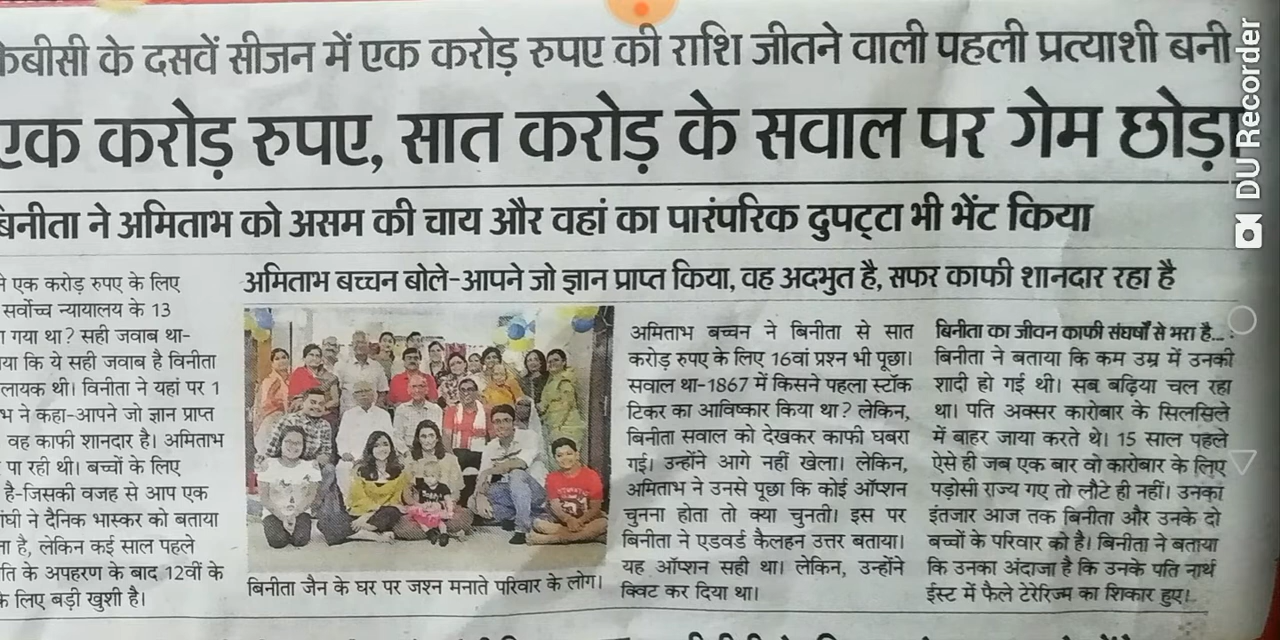 केबीसी के दसवें सीजन में एक करोड़ रुपए की राशि जीतने वाली पहली प्रत्याशी बनी
एक करोड़ रुपए, सात करोड़ के सवाल पर गेम छोड़ा
बिनीता ने अमिताभ को असम की चाय और वहां का पारंपरिक दुपट्टा भी भेंट किया
एक करोड़ रुपए के लिए
सर्वोच्च न्यायालय के 13
गया था? सही जवाब था-
या कि ये सही जवाब है विनीता
लायक थी। विनीता ने यहां पर 1
भ ने कहा-आपने जो ज्ञान प्राप्त
वह काफी शानदार है। अमिताभ
पा रही थी। बच्चों के लिए
है-जिसकी वजह से आप एक
ने दैनिक भास्कर को बताया
है, लेकिन कई साल पहले
ति के अपहरण के बाद 12वीं के
के लिए बड़ी खुशी है।
अमिताभ बच्चन बोले-आपने जो ज्ञान प्राप्त किया, वह अदभुत है, सफर काफी शानदार रहा है
बिनीता जैन के घर पर जश्न मनाते परिवार के लोग।
अमिताभ बच्चन ने बिनीता से सात
करोड़ रुपए के लिए 16वां प्रश्न भी पूछा।
सवाल था-1867 में किसने पहला स्टॉक
टिकर का आविष्कार किया था? लेकिन,
बिनीता सवाल को देखकर काफी घबरा
गई। उन्होंने आगे नहीं खेला। लेकिन,
अमिताभ ने उनसे पूछा कि कोई ऑप्शन
चुनना होता तो क्या चुनती। इस पर
बिनीता ने एडवर्ड कैलहन उत्तर बताया।
यह ऑप्शन सही था। लेकिन, उन्होंने
क्विट कर दिया था।
बिनीता का जीवन काफी संघर्षों से भरा है...:
बिनीता ने बताया कि कम उम्र में उनकी
शादी हो गई थी। सब बढ़िया चल रहा
था। पति अक्सर कारोबार के सिलसिले
में बाहर जाया करते थे। 15 साल पहले
ऐसे ही जब एक बार वो कारोबार के लिए
पड़ोसी राज्य गए तो लौटे ही नहीं। उनका
इंतजार आज तक बिनीता और उनके दो
बच्चों के परिवार को है। बिनीता ने बताया
कि उनका अंदाजा है कि उनके पति नार्थ
ईस्ट में फैले टेरेरिज्म का शिकार हुए।
DU Recorder